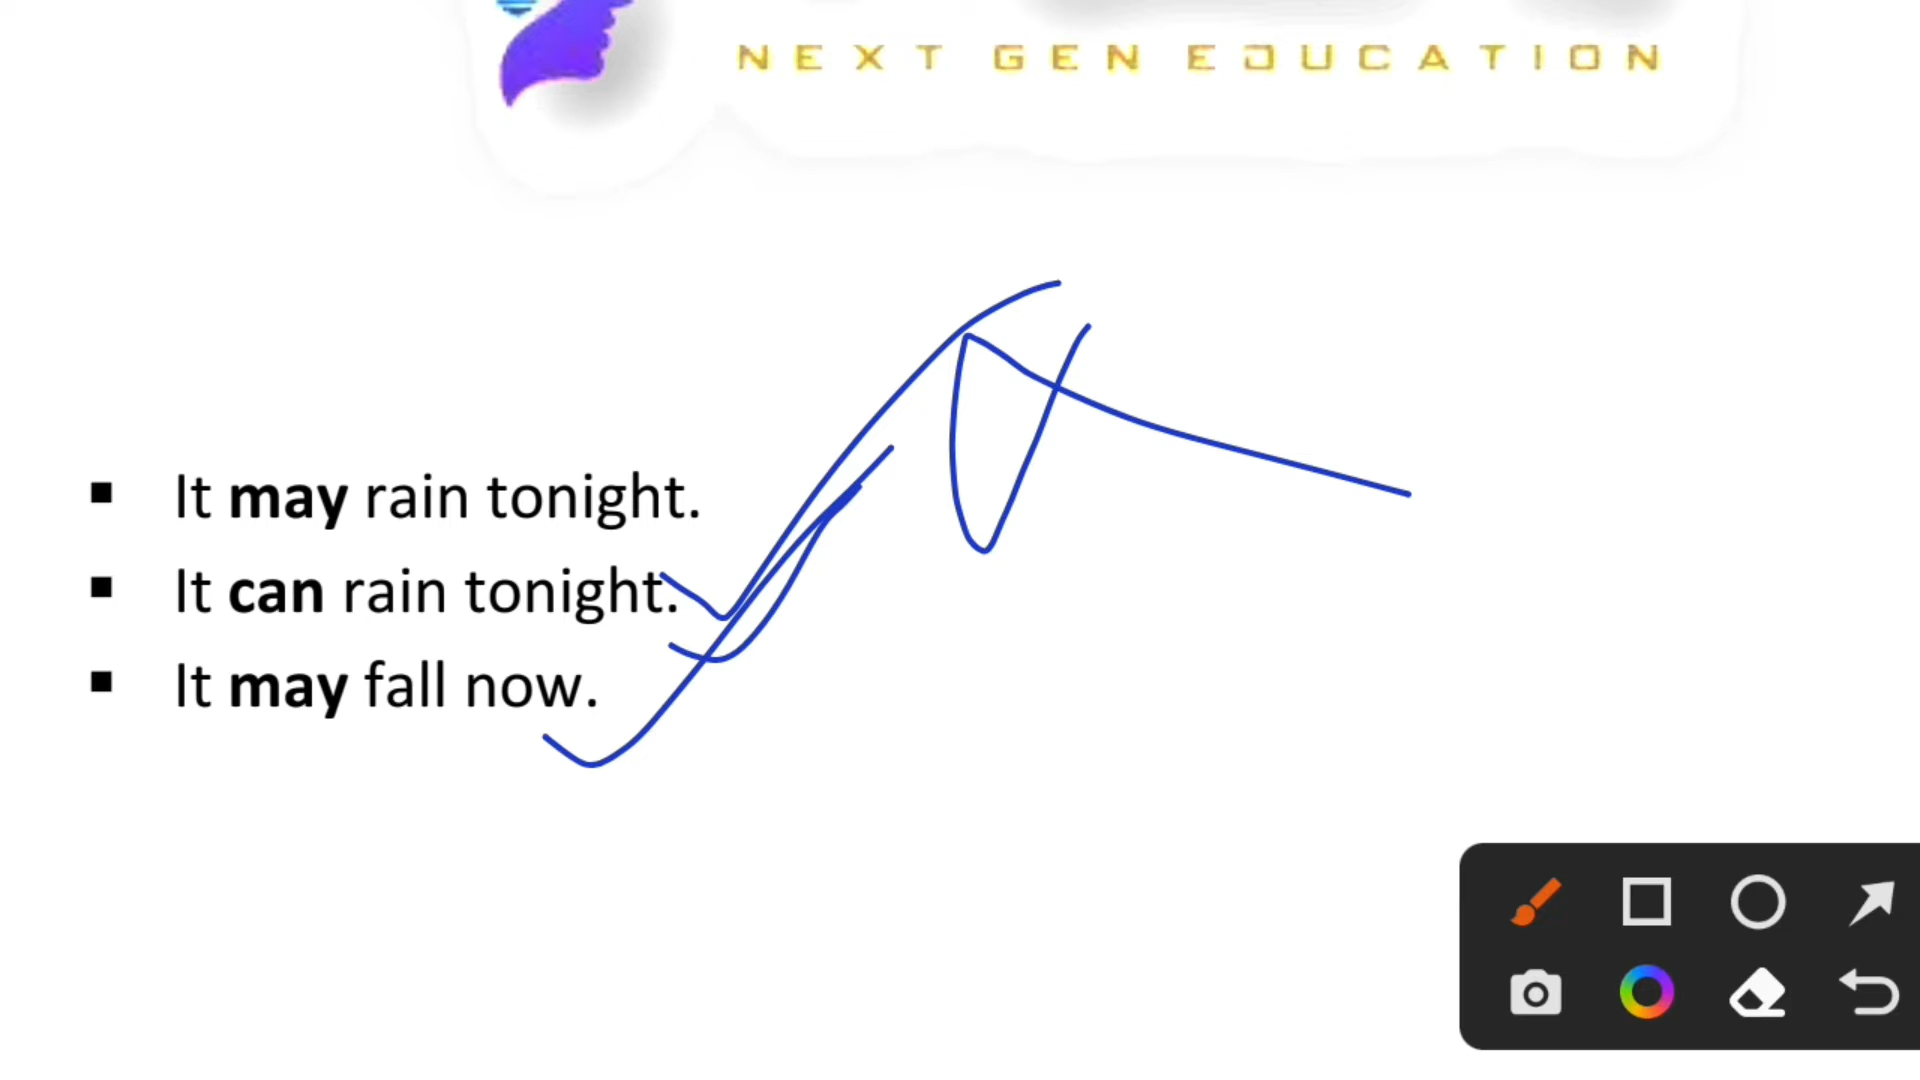 NEXT GEN EDUCATION
▪ It may rain tonight.
▪ It can rain tonight.
▪ It may fall now.